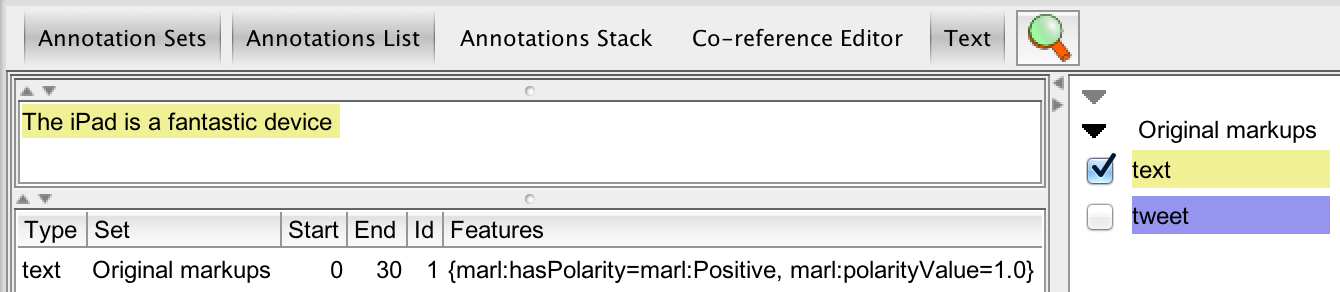 Annotation Sets Annotations List Annotations Stack Co-reference Editor Text
The iPad is a fantastic device
Original markups
text
tweet
Type Set Start End Id Features
text Original markups 0 30 1 {marl:hasPolarity=marl:Positive, marl:polarityValue=1.0}